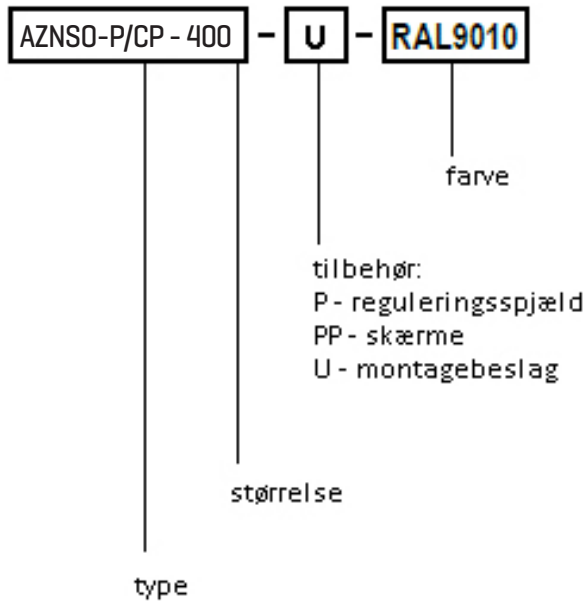 AZNSO-P/CP - 400 - U - RAL9010
farve
tilbehør:
P - reguleringsspjæld
PP - skærme
U - montagebeslag
størrelse
type